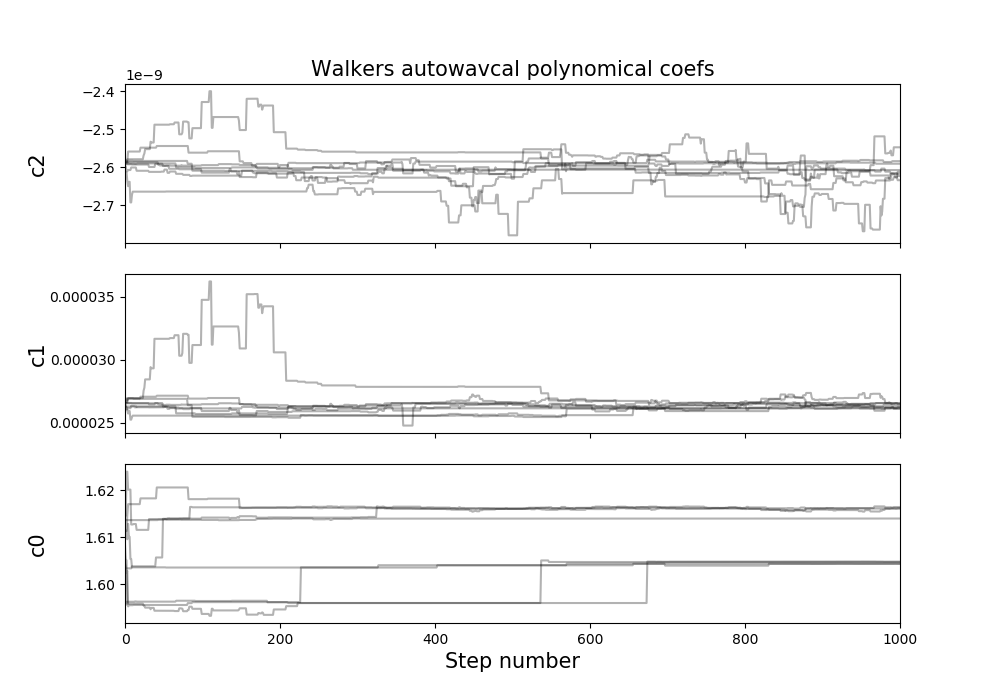 Walkers autowavcal polynomical coefs
1e−9
−2.4
−2.5
−2.6
−2.7
c2
0.000035
0.000030
0.000025
c1
1.62
1.61
1.60
c0
0 200 400 600 800 1000
Step number